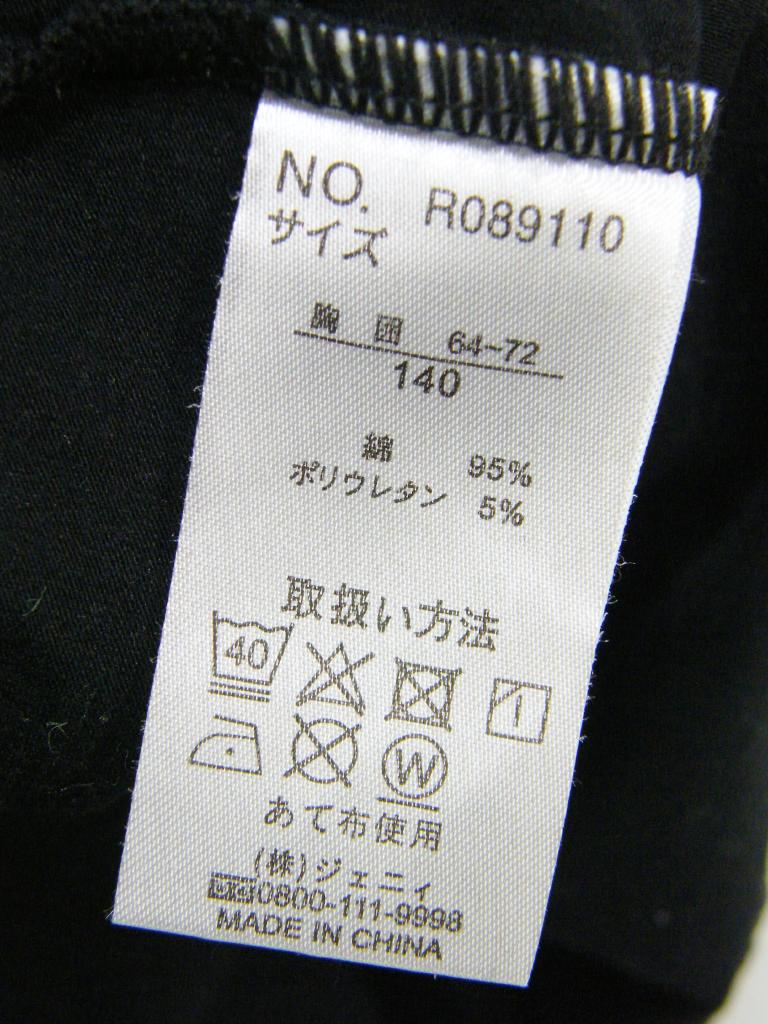 NO. R089110
サイズ
胸 囲 64~72
140
綿 95%
ポリウレタン 5%
取扱い方法
40
W
あて布使用
(株)ジェニィ
0800-111-9998
MADE IN CHINA